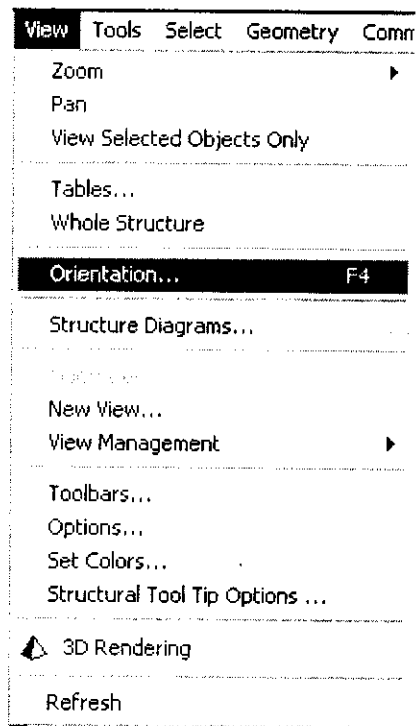 View Tools Select Geometry Comm
Zoom
Pan
View Selected Objects Only
Tables...
Whole Structure
Orientation... F4
Structure Diagrams...
New View...
View Management
Toolbars...
Options...
Set Colors...
Structural Tool Tip Options ...
3D Rendering
Refresh